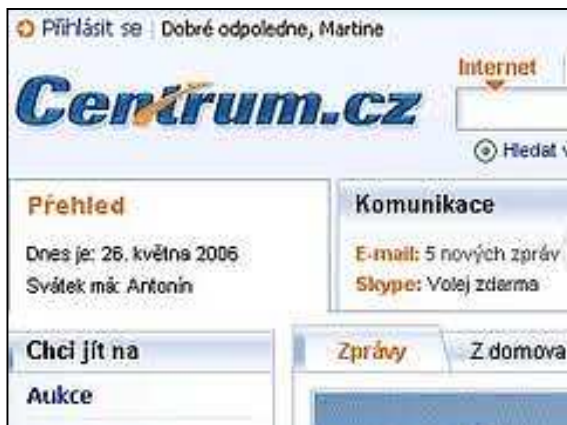 Přihlásit se | Dobré odpoledne, Martine
Internet
Centrum.cz
Hledat v
Přehled
Dnes je: 26. května 2006
Svátek má: Antonín
Komunikace
E-mail: 5 nových zpráv
Skype: Volej zdarma
Chci jít na
Aukce
Zprávy
Z domova